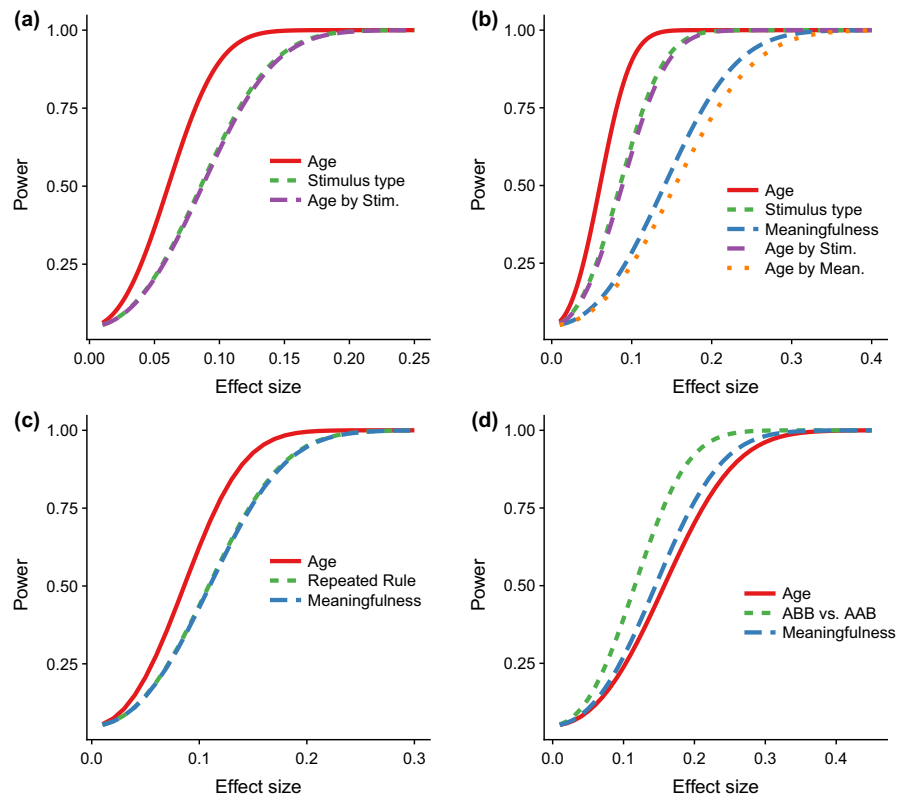 (a)
1.00
0.75
0.50
0.25
Power
Age
Stimulus type
Age by Stim.
0.00
0.05
0.10
0.15
0.20
0.25
Effect size
(b)
1.00
0.75
0.50
0.25
Power
Age
Stimulus type
Meaningfulness
Age by Stim.
Age by Mean.
0.0
0.1
0.2
0.3
0.4
Effect size
(c)
1.00
0.75
0.50
0.25
Power
Age
Repeated Rule
Meaningfulness
0.0
0.1
0.2
0.3
Effect size
(d)
1.00
0.75
0.50
0.25
Power
Age
ABB vs. AAB
Meaningfulness
0.0
0.1
0.2
0.3
0.4
Effect size